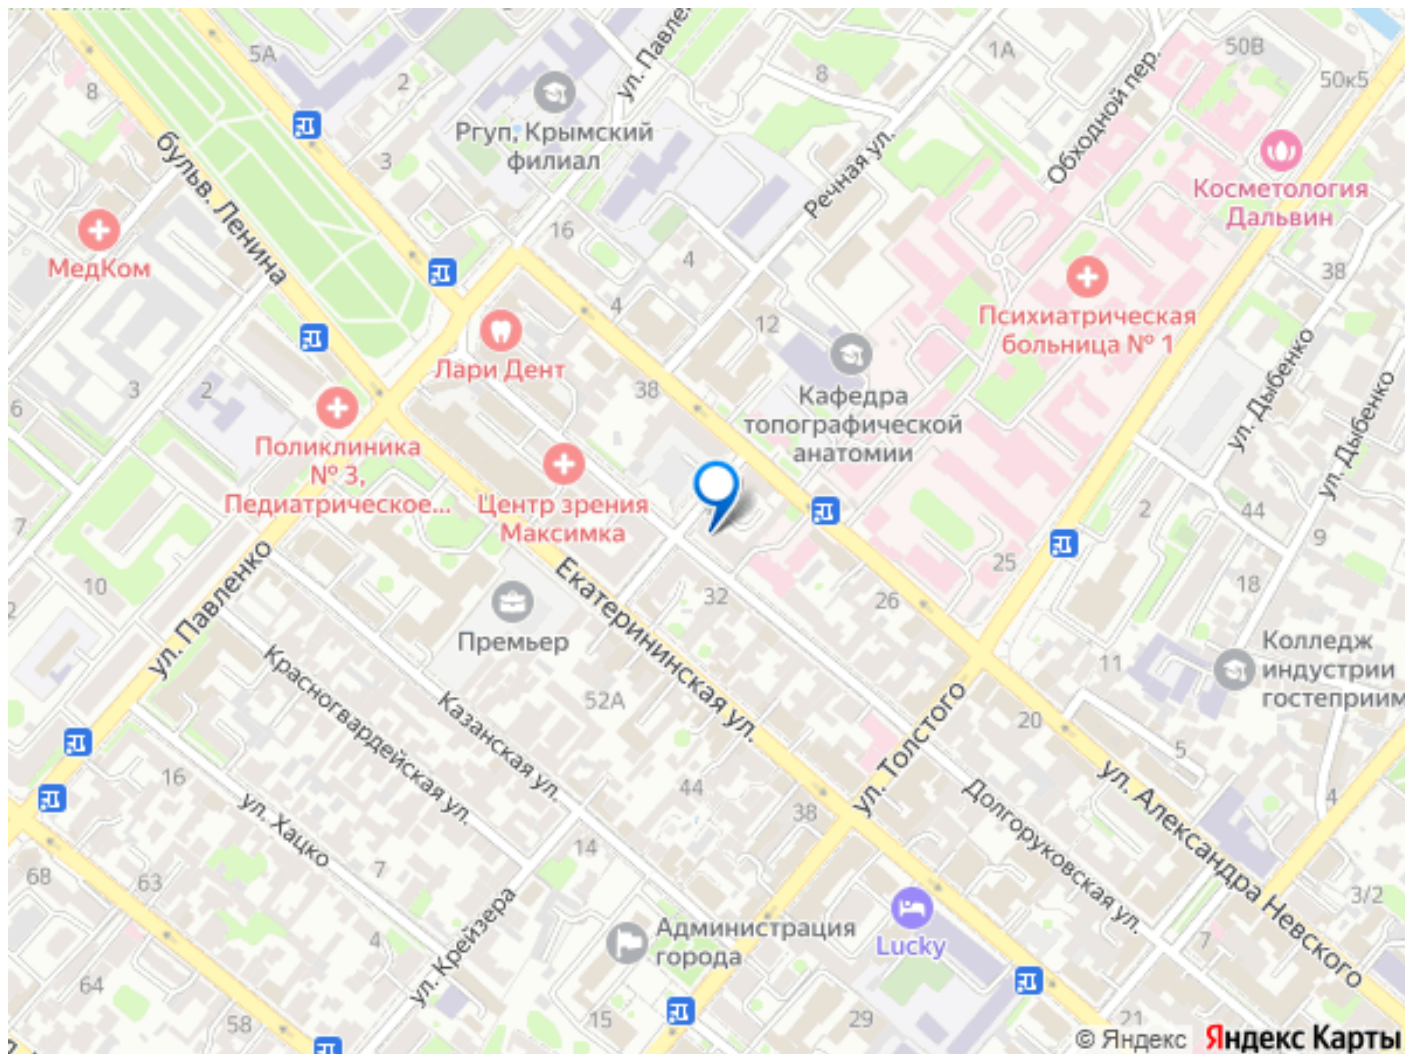 5А
2
8
бульв. Ленина
3
Ргуп, Крымский
филиал
ул. Павлен
8
1А
50В
50к5
Обходной пер.
Речная ул.
Косметология
Дальвин
МедКом
16
4
4
12
38
Психиатрическая
больница № 1
Лари Дент
38
Кафедра
топографической
анатомии
3
2
6
Поликлиника
№ 3,
Педиатрическое...
Центр зрения
Максимка
ул. Дыбенко
ул. Дыбенко
7
2
44
9
10
2
ул. Павленко
Екатерининская ул.
32
26
25
18
Премьер
Красногвардейская ул.
Казанская ул.
52А
11
Колледж
индустрии
гостеприим
ул. Толстого
20
5
16
44
38
ул. Александра Невского
Долгоруковская ул.
4
ул. Хацко
7
14
68
63
ул. Крейзера
4
3/2
Администрация
города
Lucky
7
64
58
15
29
21
© Яндекс
Яндекс Карты